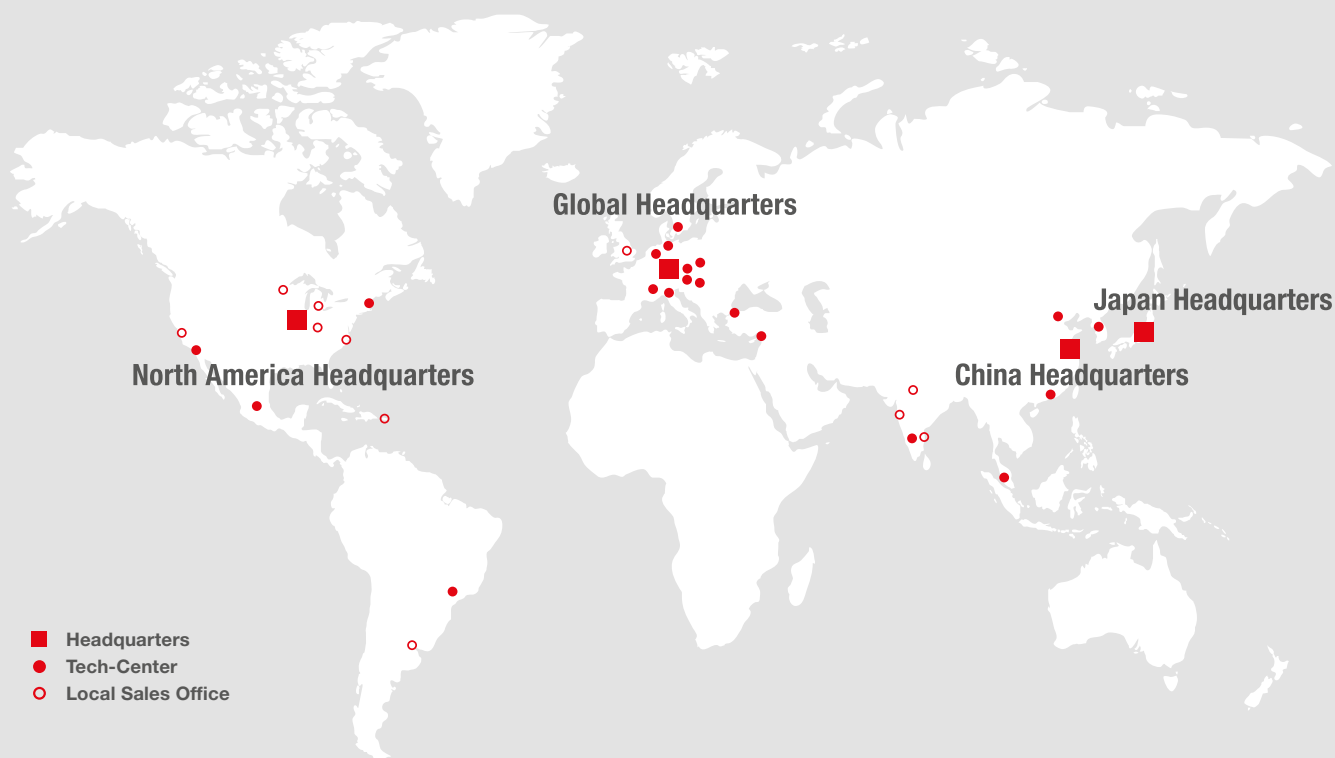 Global Headquarters
Japan Headquarters
North America Headquarters
China Headquarters
Headquarters
Tech-Center
Local Sales Office